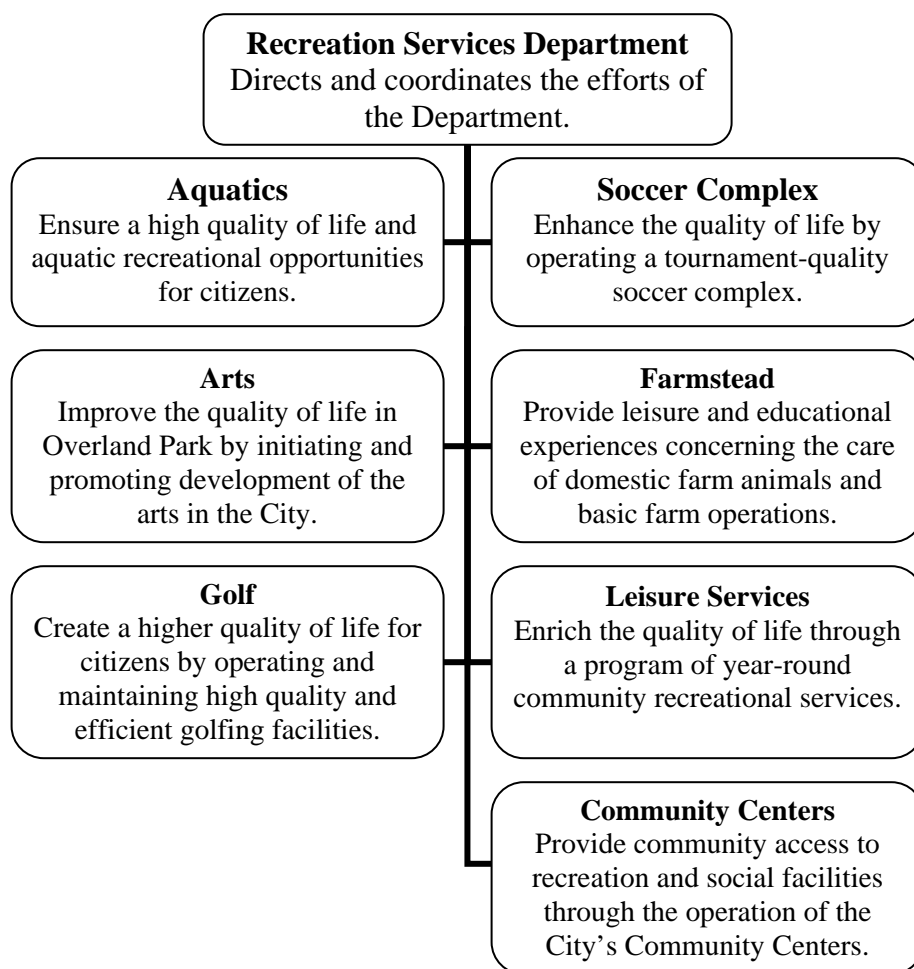 Recreation Services Department
Directs and coordinates the efforts of
the Department.
Aquatics
Ensure a high quality of life and
aquatic recreational opportunities
for citizens.
Soccer Complex
Enhance the quality of life by
operating a tournament-quality
soccer complex.
Arts
Improve the quality of life in
Overland Park by initiating and
promoting development of the
arts in the City.
Farmstead
Provide leisure and educational
experiences concerning the care
of domestic farm animals and
basic farm operations.
Golf
Create a higher quality of life for
citizens by operating and
maintaining high quality and
efficient golfing facilities.
Leisure Services
Enrich the quality of life through
a program of year-round
community recreational services.
Community Centers
Provide community access to
recreation and social facilities
through the operation of the
City’s Community Centers.